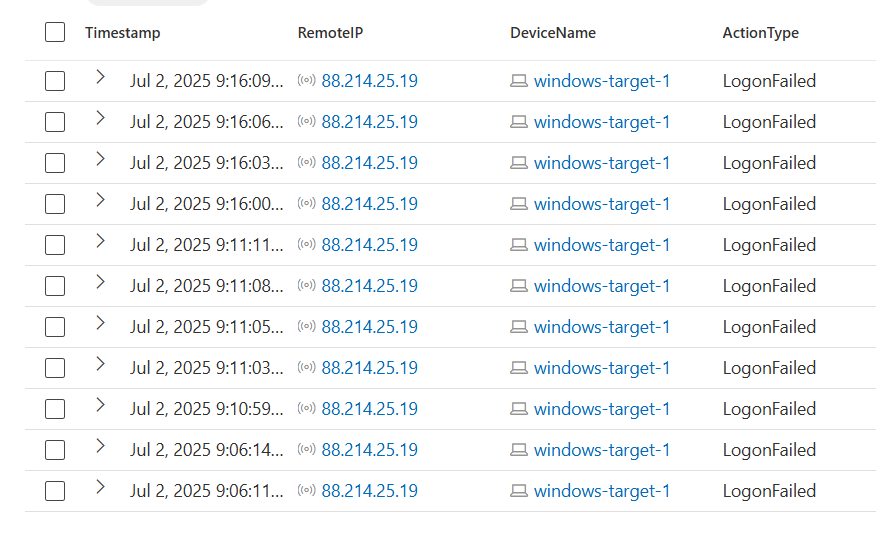 Timestamp RemoteIP DeviceName ActionType
Jul 2, 2025 9:16:09... 88.214.25.19 windows-target-1 LogonFailed
Jul 2, 2025 9:16:06... 88.214.25.19 windows-target-1 LogonFailed
Jul 2, 2025 9:16:03... 88.214.25.19 windows-target-1 LogonFailed
Jul 2, 2025 9:16:00... 88.214.25.19 windows-target-1 LogonFailed
Jul 2, 2025 9:11:11... 88.214.25.19 windows-target-1 LogonFailed
Jul 2, 2025 9:11:08... 88.214.25.19 windows-target-1 LogonFailed
Jul 2, 2025 9:11:05... 88.214.25.19 windows-target-1 LogonFailed
Jul 2, 2025 9:11:03... 88.214.25.19 windows-target-1 LogonFailed
Jul 2, 2025 9:10:59... 88.214.25.19 windows-target-1 LogonFailed
Jul 2, 2025 9:06:14... 88.214.25.19 windows-target-1 LogonFailed
Jul 2, 2025 9:06:11... 88.214.25.19 windows-target-1 LogonFailed